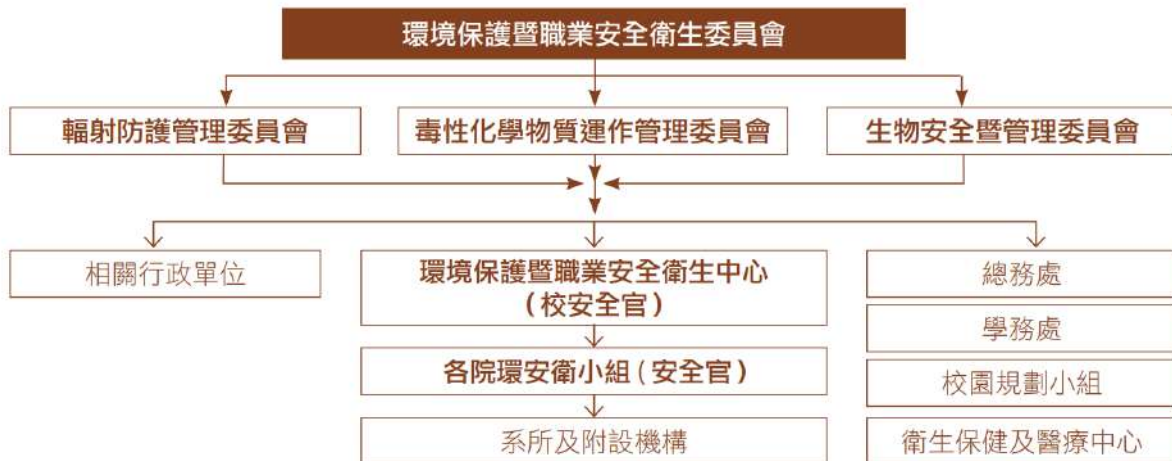 環境保護暨職業安全衛生委員會
輻射防護管理委員會
毒性化學物質運作管理委員會
生物安全暨管理委員會
相關行政單位
環境保護暨職業安全衛生中心
(校安全官)
總務處
學務處
各院環安衛小組(安全官)
校園規劃小組
系所及附設機構
衛生保健及醫療中心